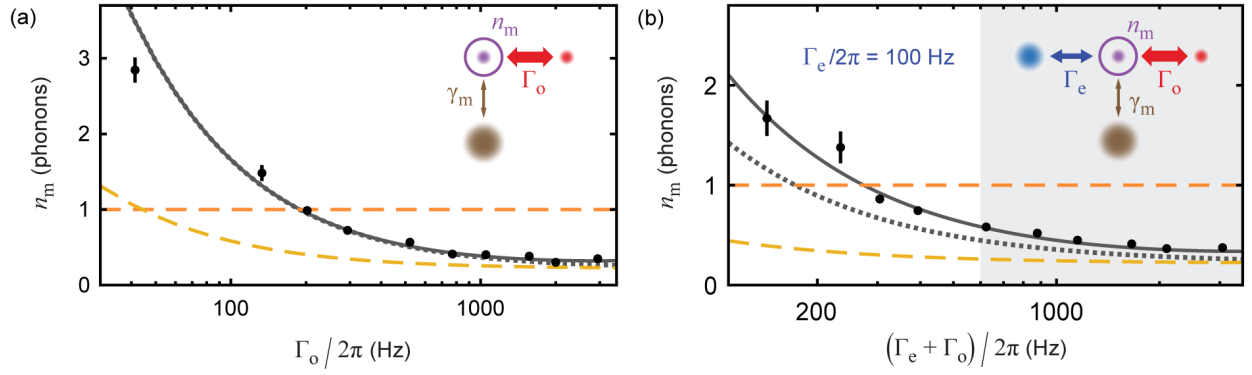 (a)
3
2
1
0
n_m (phonons)
n_m
Γ_o
γ_m
100
1000
Γ_o / 2π (Hz)
(b)
2
1
0
n_m (phonons)
Γ_e/2π = 100 Hz
n_m
Γ_e
Γ_o
γ_m
200
1000
(Γ_e + Γ_o) / 2π (Hz)